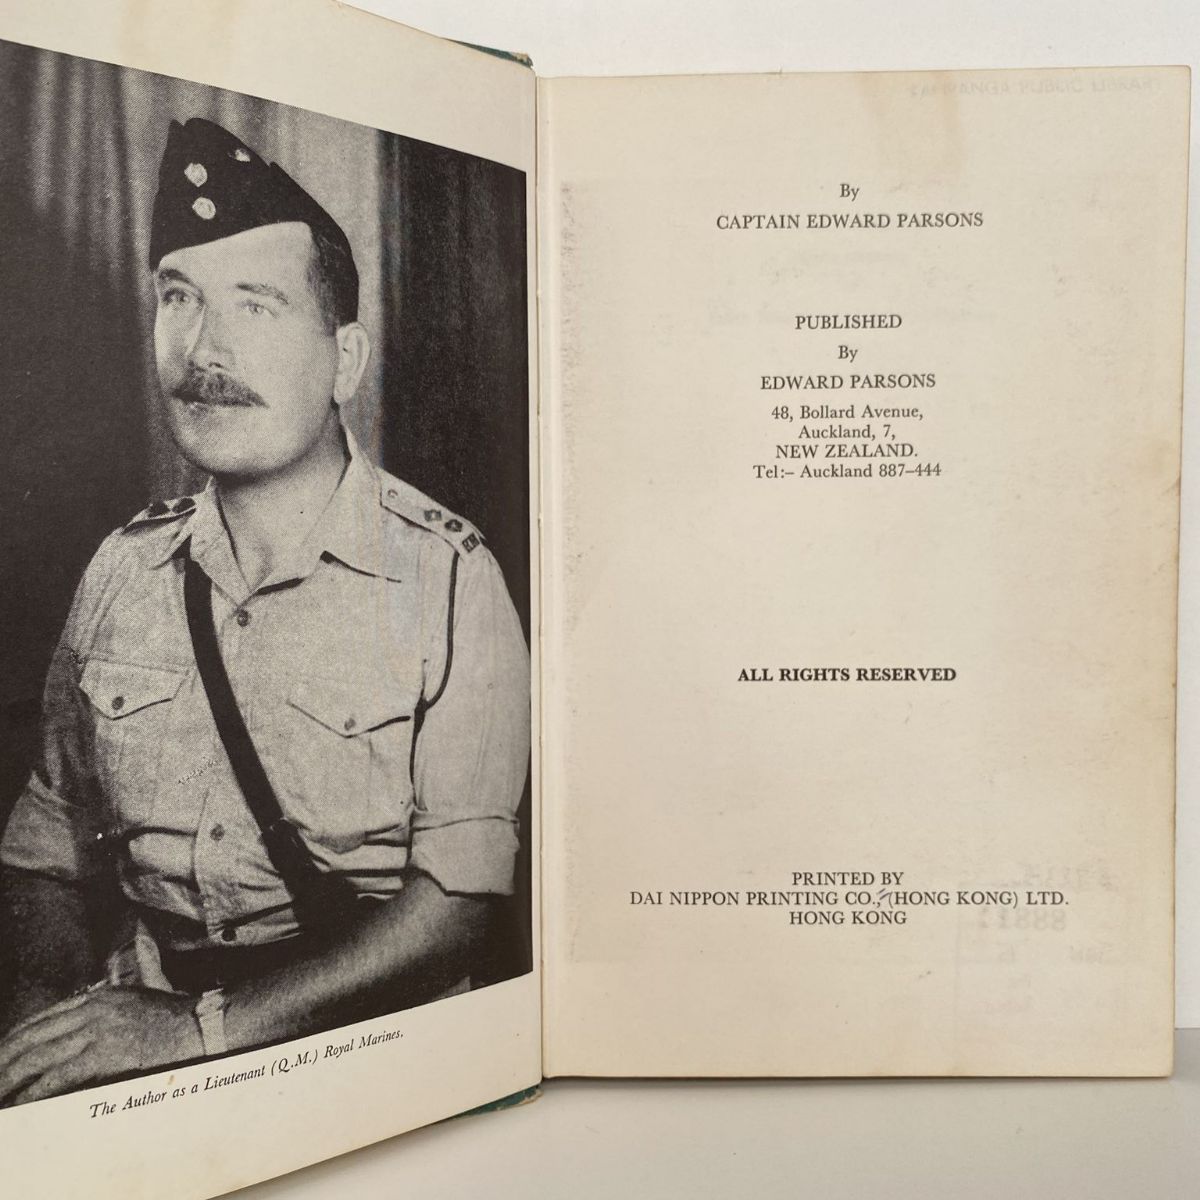 The Author as a Lieutenant (Q.M.) Royal Marines.
By
CAPTAIN EDWARD PARSONS
PUBLISHED
By
EDWARD PARSONS
48, Bollard Avenue,
Auckland, 7,
NEW ZEALAND.
Tel:– Auckland 887–444
ALL RIGHTS RESERVED
PRINTED BY
DAI NIPPON PRINTING CO., (HONG KONG) LTD.
HONG KONG